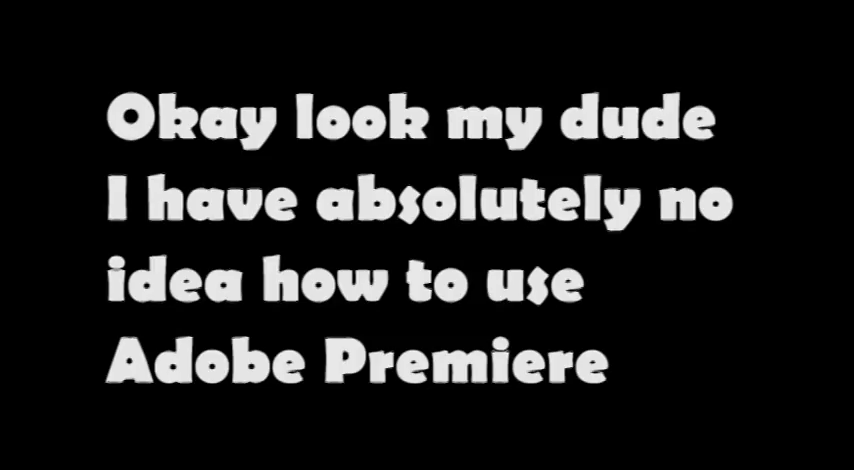 Okay look my dude
I have absolutely no
idea how to use
Adobe Premiere